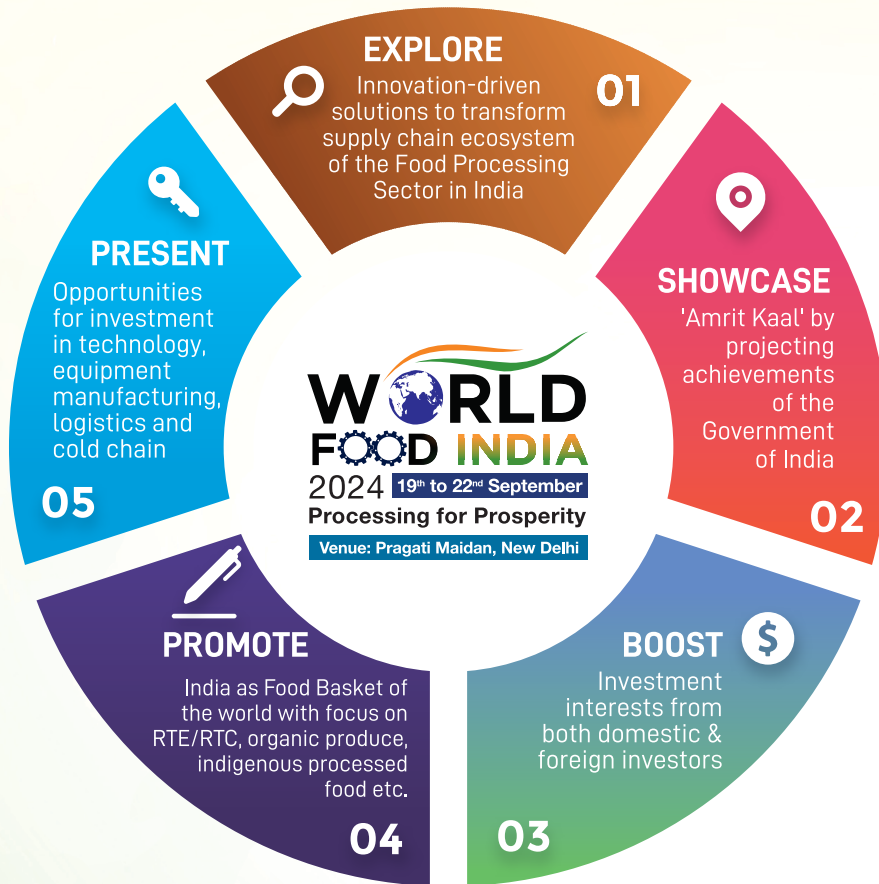 EXPLORE
Innovation-driven
solutions to transform
supply chain ecosystem
of the Food Processing
Sector in India
01
SHOWCASE
'Amrit Kaal' by
projecting
achievements
of the
Government
of India
02
BOOST
$
Investment
interests from
both domestic &
foreign investors
03
PROMOTE
India as Food Basket of
the world with focus on
RTE/RTC, organic produce,
indigenous processed
food etc.
04
PRESENT
Opportunities
for investment
in technology,
equipment
manufacturing,
logistics and
cold chain
05
WORLD
FOOD INDIA
2024 19th to 22nd September
Processing for Prosperity
Venue: Pragati Maidan, New Delhi